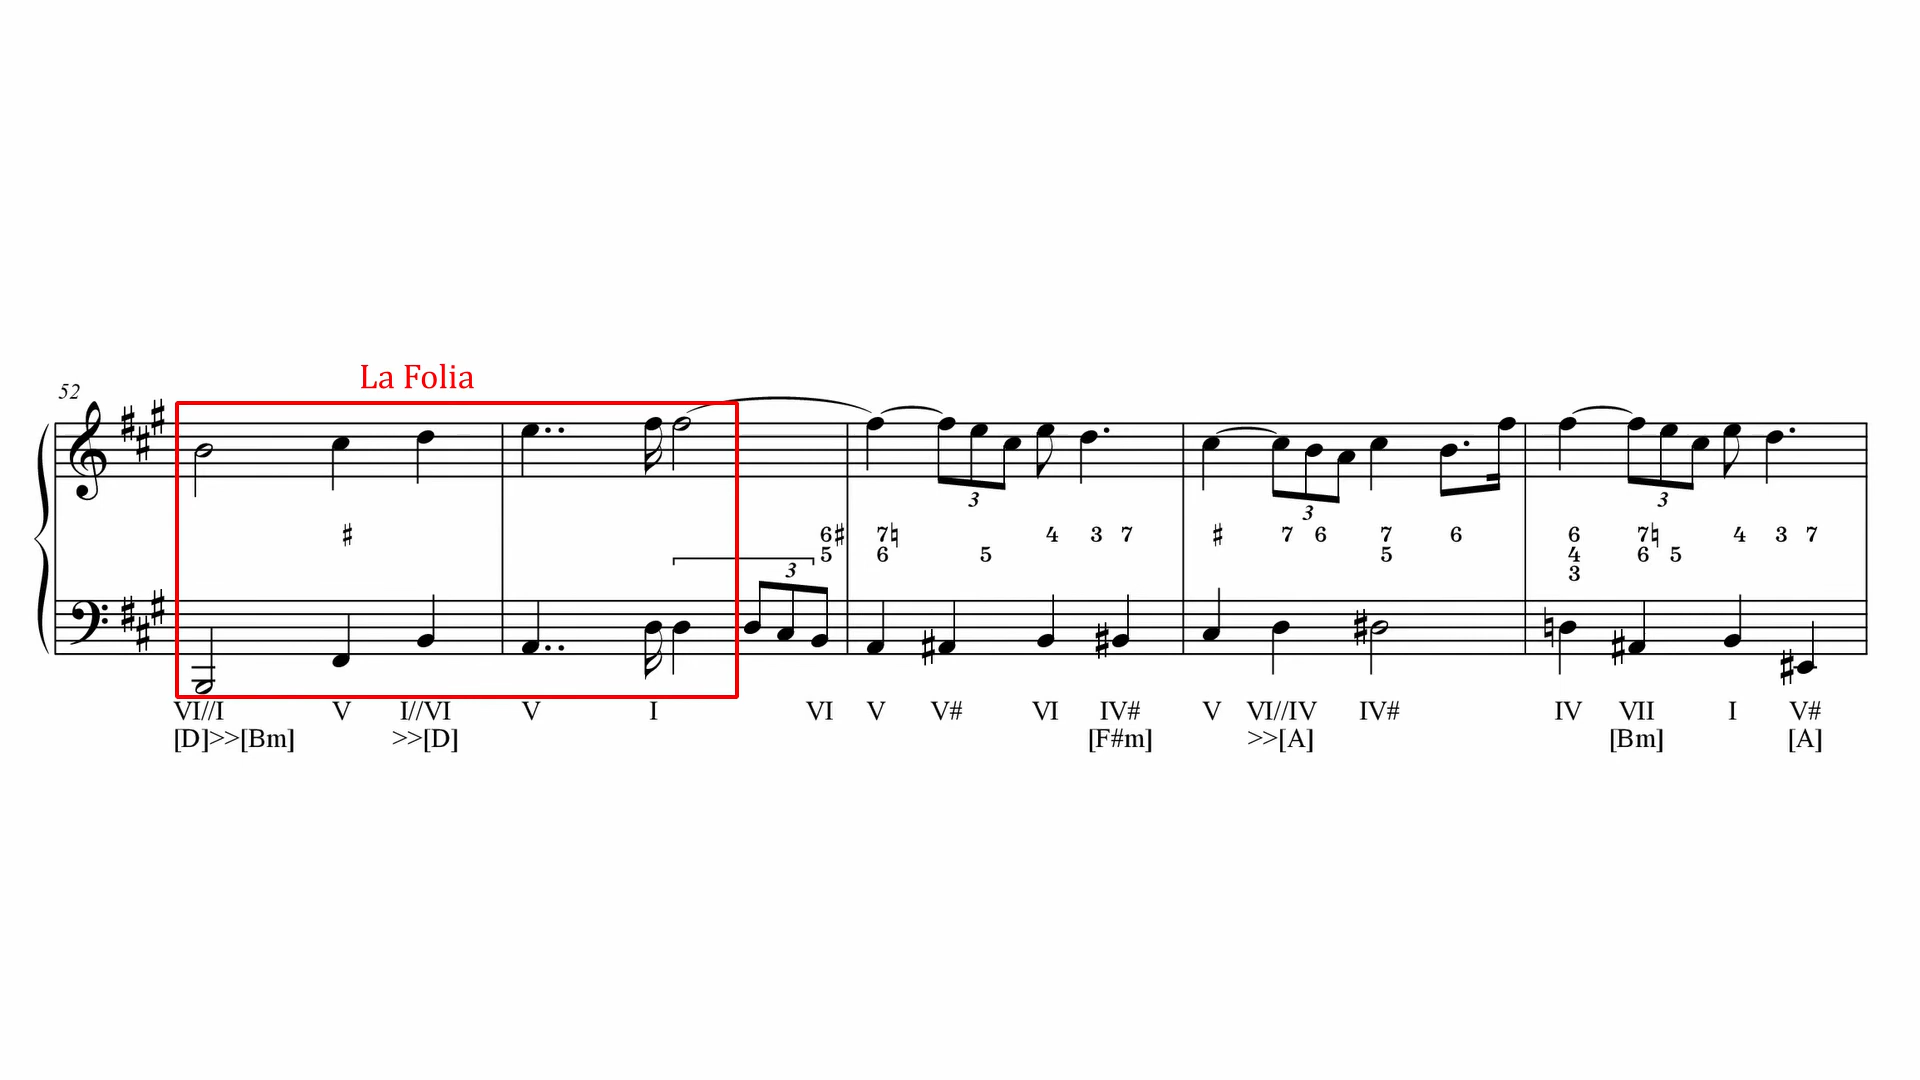 La Folia
52
♯ 6♯ 7♮ 4 3 7 ♯ 7 6 7 6 6 7♮ 4 3 7
5 6 5 5 4 6 5
3
3 3 3 3
VI//I V I//VI V I VI V V# VI IV# V VI//IV IV# IV VII I V#
[D]>>[Bm] >>[D] [F#m] >>[A] [Bm] [A]